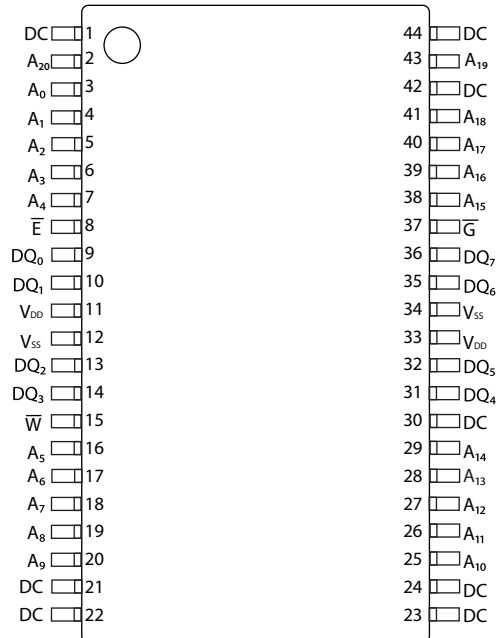 DC 1 44 DC
A₂₀ 2 43 A₁₉
A₀ 3 42 DC
A₁ 4 41 A₁₈
A₂ 5 40 A₁₇
A₃ 6 39 A₁₆
A₄ 7 38 A₁₅
E̅ 8 37 G̅
DQ₀ 9 36 DQ₇
DQ₁ 10 35 DQ₆
V_DD 11 34 V_SS
V_SS 12 33 V_DD
DQ₂ 13 32 DQ₅
DQ₃ 14 31 DQ₄
W̅ 15 30 DC
A₅ 16 29 A₁₄
A₆ 17 28 A₁₃
A₇ 18 27 A₁₂
A₈ 19 26 A₁₁
A₉ 20 25 A₁₀
DC 21 24 DC
DC 22 23 DC